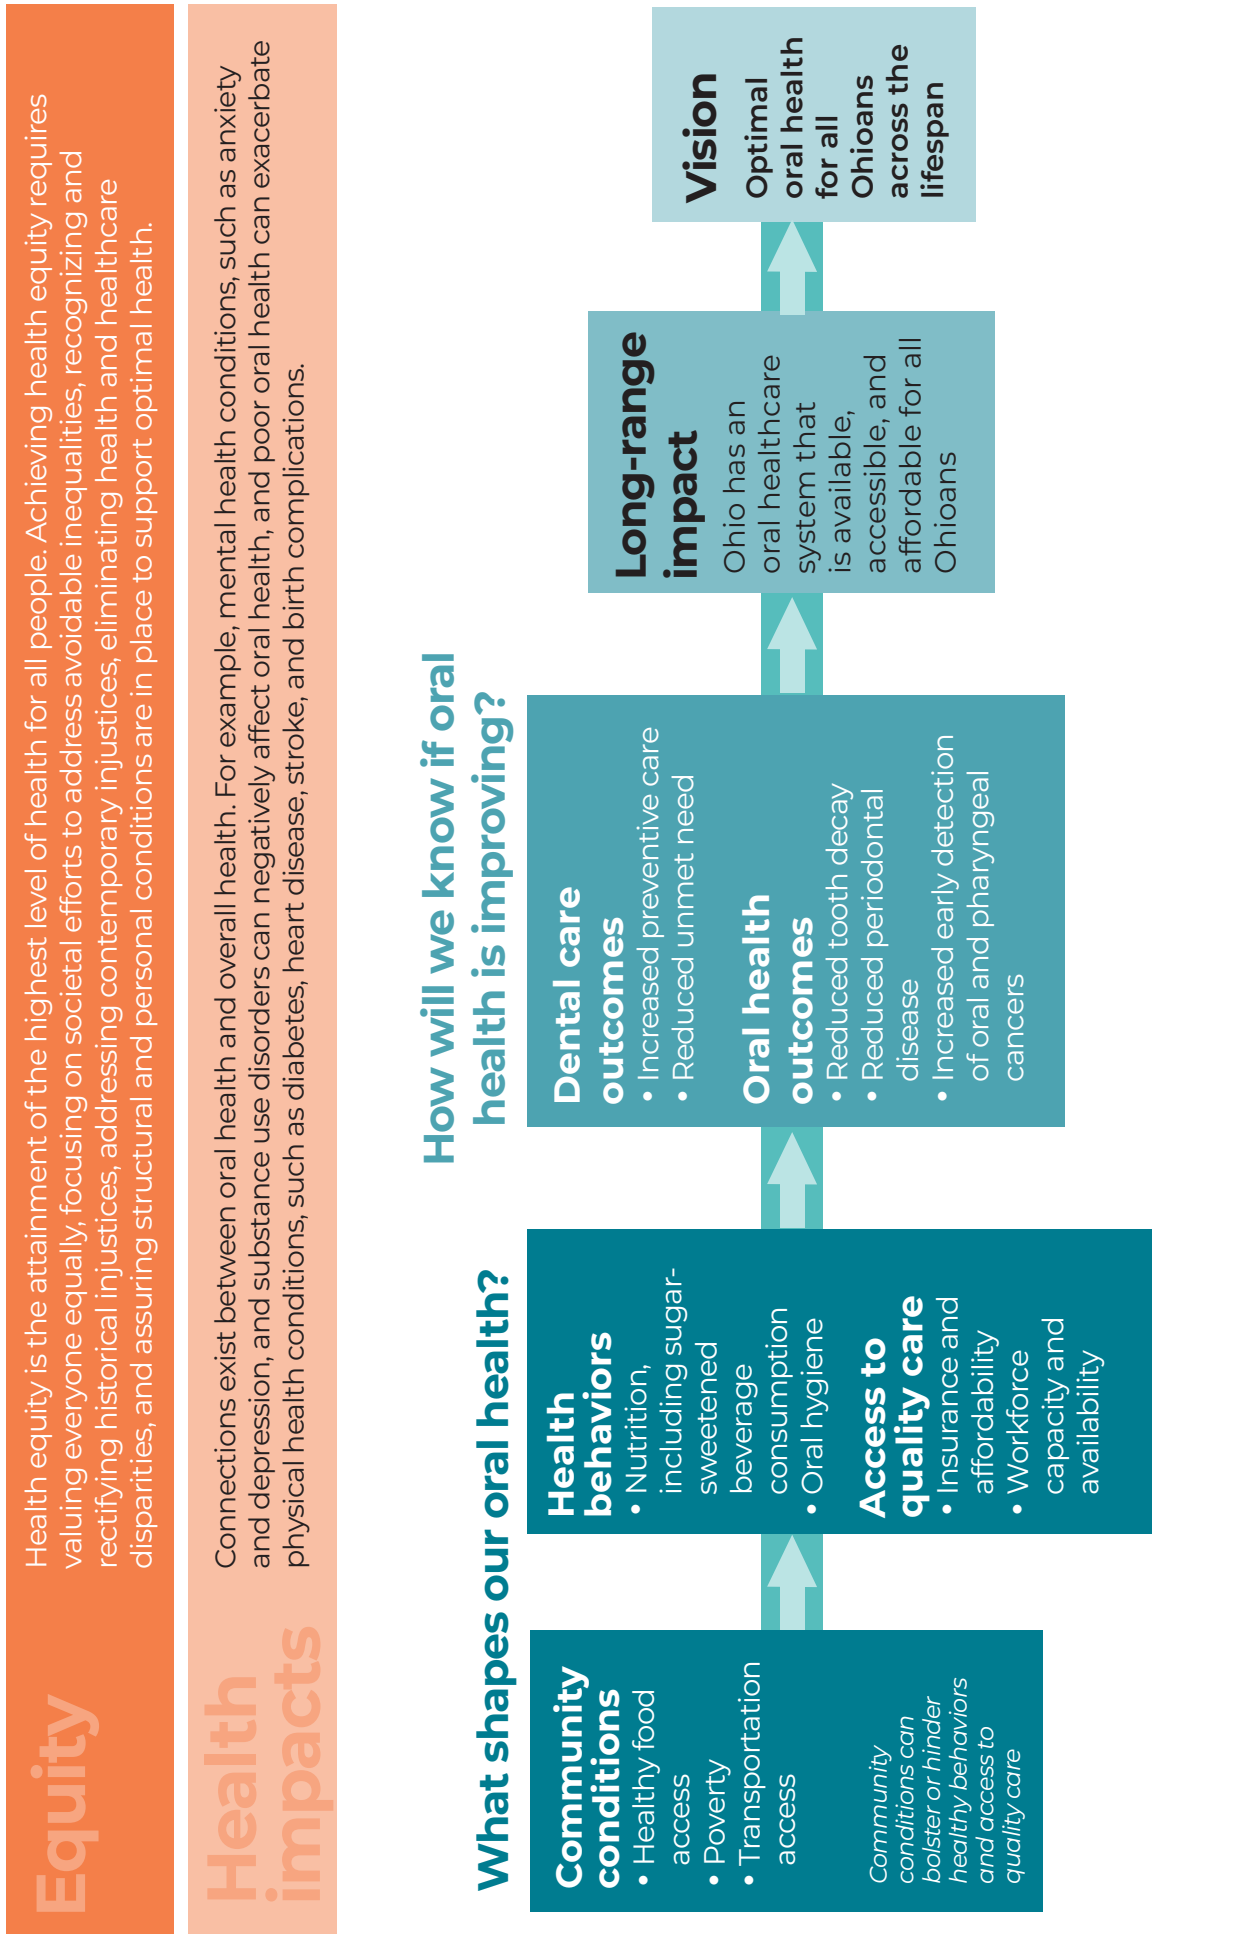 Equity
Health equity is the attainment of the highest level of health for all people. Achieving health equity requires
valuing everyone equally, focusing on societal efforts to address avoidable inequalities, recognizing and
rectifying historical injustices, addressing contemporary injustices, eliminating health and healthcare
disparities, and assuring structural and personal conditions are in place to support optimal health.
Health
impacts
Connections exist between oral health and overall health. For example, mental health conditions, such as anxiety
and depression, and substance use disorders can negatively affect oral health, and poor oral health can exacerbate
physical health conditions, such as diabetes, heart disease, stroke, and birth complications.
What shapes our oral health?
Community
conditions
• Healthy food
access
• Poverty
• Transportation
access
Community
conditions can
bolster or hinder
healthy behaviors
and access to
quality care
Health
behaviors
• Nutrition,
including sugar-
sweetened
beverage
consumption
• Oral hygiene
Access to
quality care
• Insurance and
affordability
• Workforce
capacity and
availability
How will we know if oral
health is improving?
Dental care
outcomes
• Increased preventive care
• Reduced unmet need
Oral health
outcomes
• Reduced tooth decay
• Reduced periodontal
disease
• Increased early detection
of oral and pharyngeal
cancers
Long-range
impact
Ohio has an
oral healthcare
system that
is available,
accessible, and
affordable for all
Ohioans
Vision
Optimal
oral health
for all
Ohioans
across the
lifespan